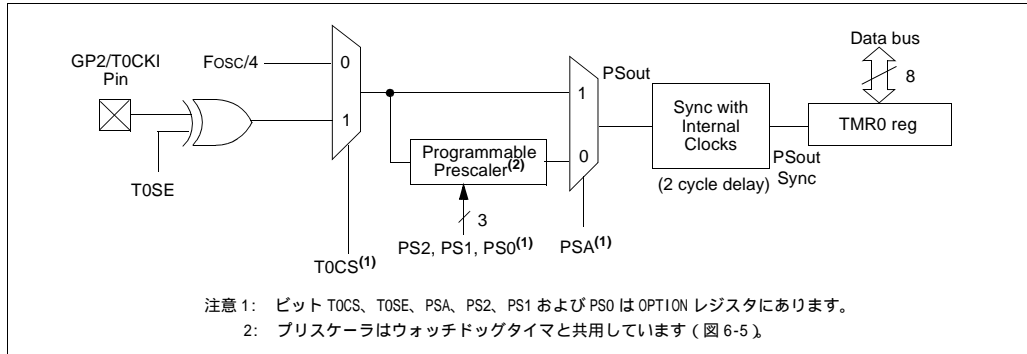 GP2/T0CKI
Pin
FOSC/4
0
1
T0SE
T0CS(1)
Programmable
Prescaler(2)
3
PS2, PS1, PS0(1)
1
0
PSA(1)
PSout
Sync with
Internal
Clocks
(2 cycle delay)
PSout
Sync
Data bus
8
TMR0 reg
注意 1: ビット T0CS、T0SE、PSA、PS2、PS1 および PS0 は OPTION レジスタにあります。
2: プリスケーラはウォッチドッグタイマと共用しています ( 図 6-5 )。